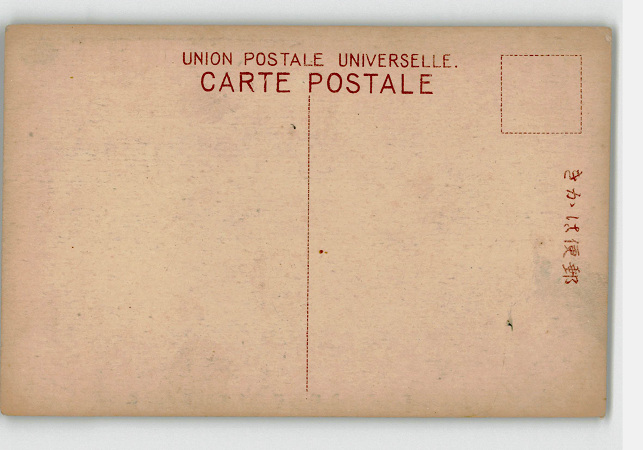 UNION POSTALE UNIVERSELLE.
CARTE POSTALE
郵便はかき